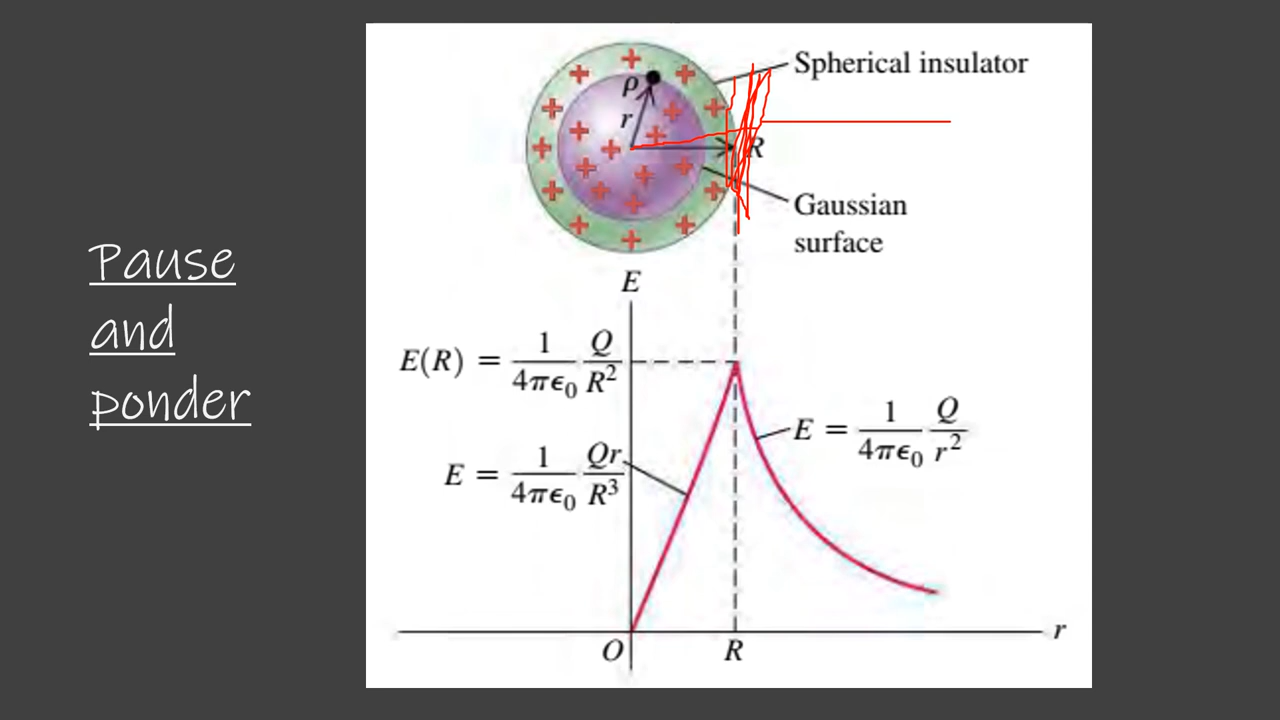 Pause
and
ponder
Spherical insulator
ρ
r
R
Gaussian
surface
E
E(R) = 1/4πϵ₀ Q/R²
E = 1/4πϵ₀ Q/r²
E = 1/4πϵ₀ Qr/R³
r
O
R